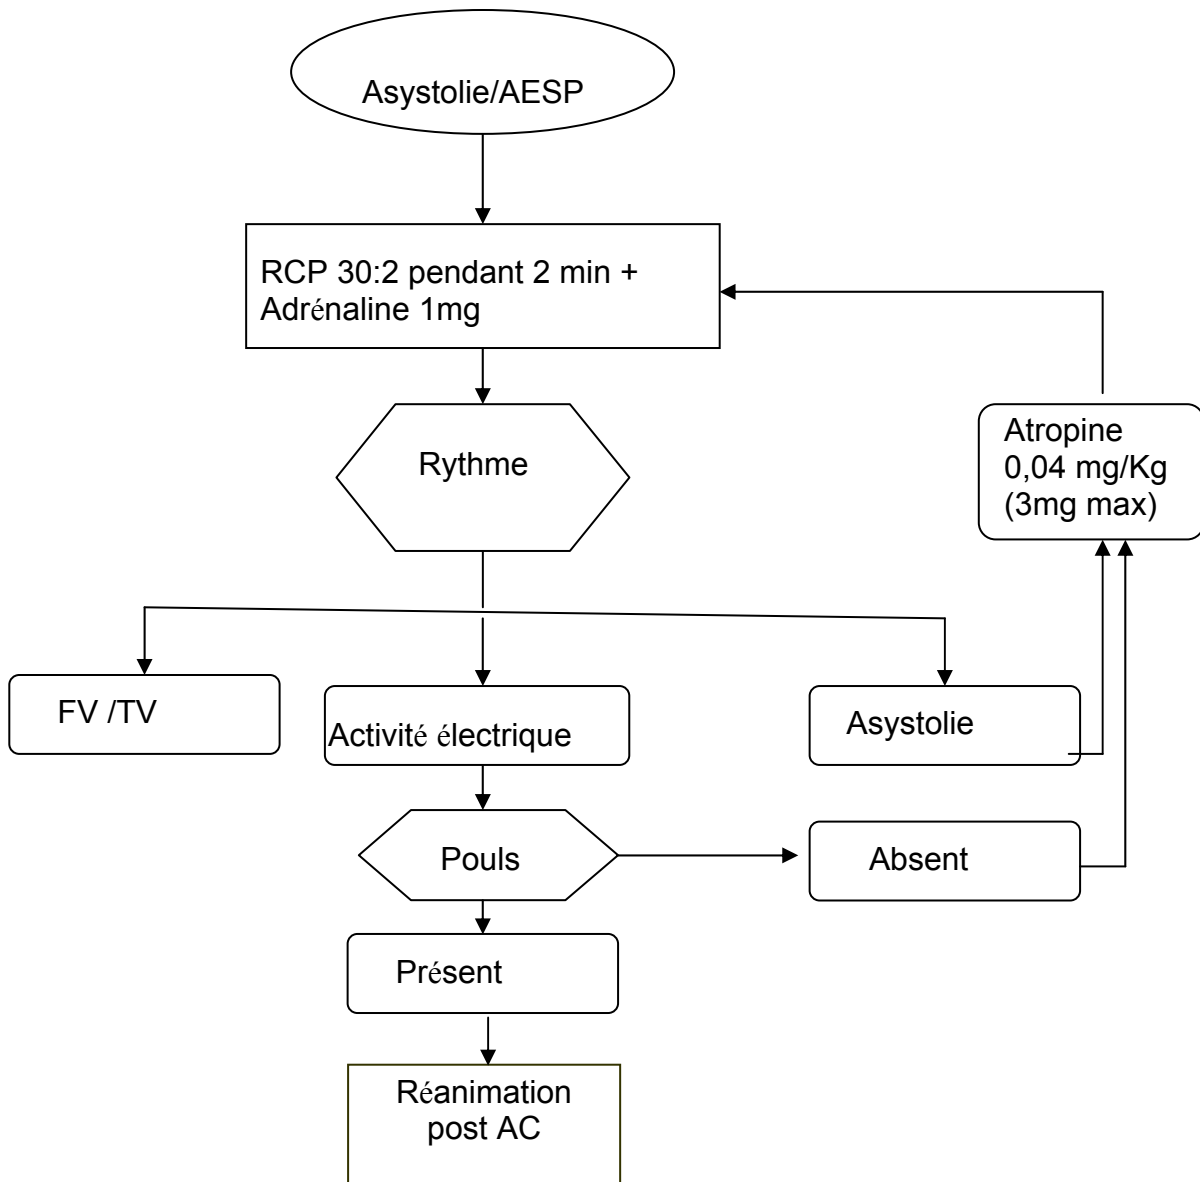 Asystolie/AESP
RCP 30:2 pendant 2 min +
Adrénaline 1mg
Rythme
Atropine
0,04 mg/Kg
(3mg max)
FV /TV
Activité électrique
Asystolie
Pouls
Absent
Présent
Réanimation
post AC